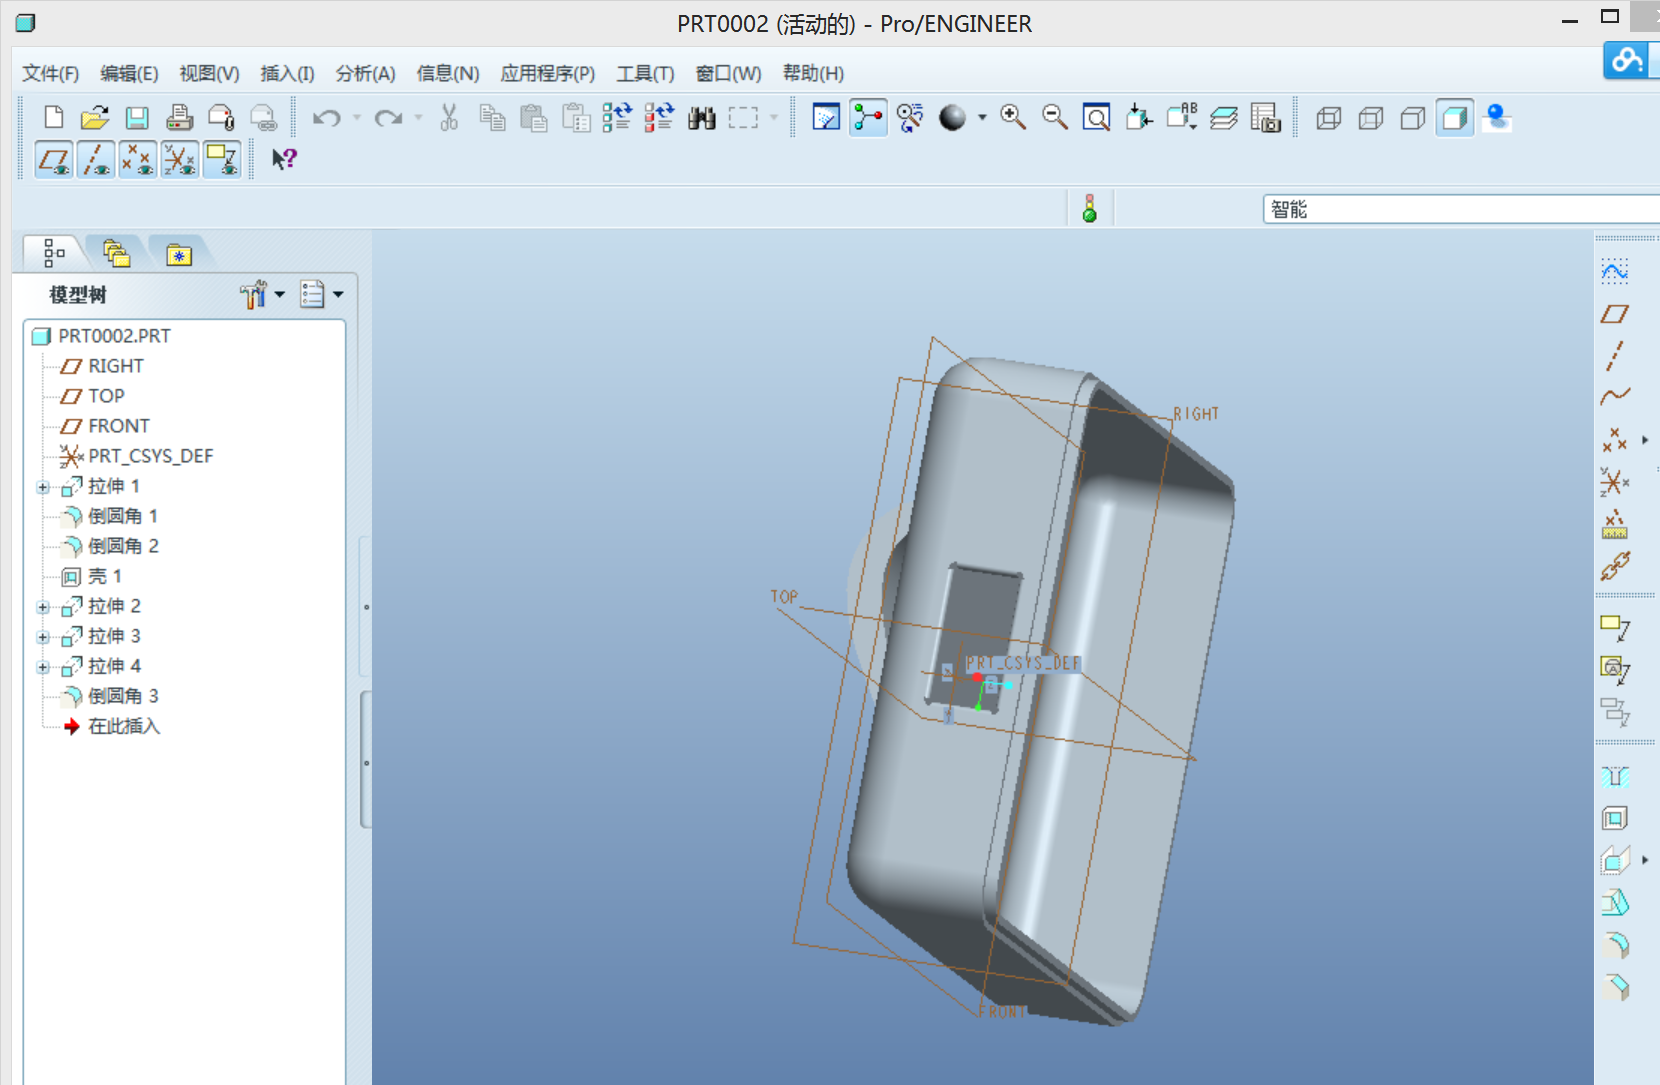 PRT0002 (活动的) - Pro/ENGINEER
文件(F) 编辑(E) 视图(V) 插入(I) 分析(A) 信息(N) 应用程序(P) 工具(T) 窗口(W) 帮助(H)
智能
模型树
PRT0002.PRT
RIGHT
TOP
FRONT
PRT_CSYS_DEF
拉伸 1
倒圆角 1
倒圆角 2
壳 1
拉伸 2
拉伸 3
拉伸 4
倒圆角 3
在此插入
RIGHT
TOP
PRT_CSYS_DEF
FRONT